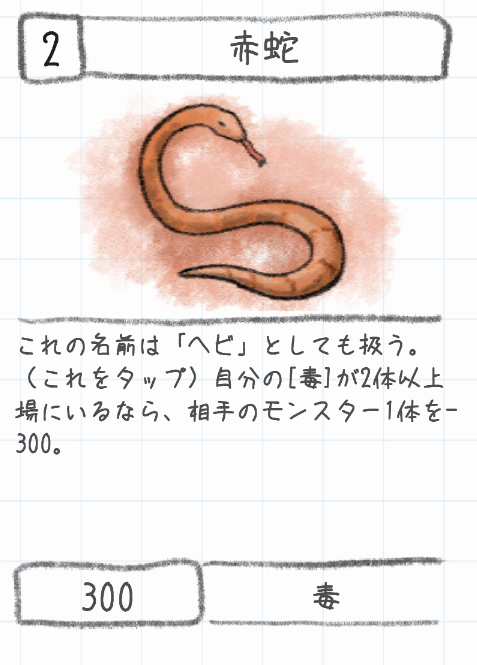 2
赤蛇
これの名前は「ヘビ」としても扱う。
（これをタップ）自分の[毒]が2体以上
場にいるなら、相手のモンスター1体を-
300。
300
毒